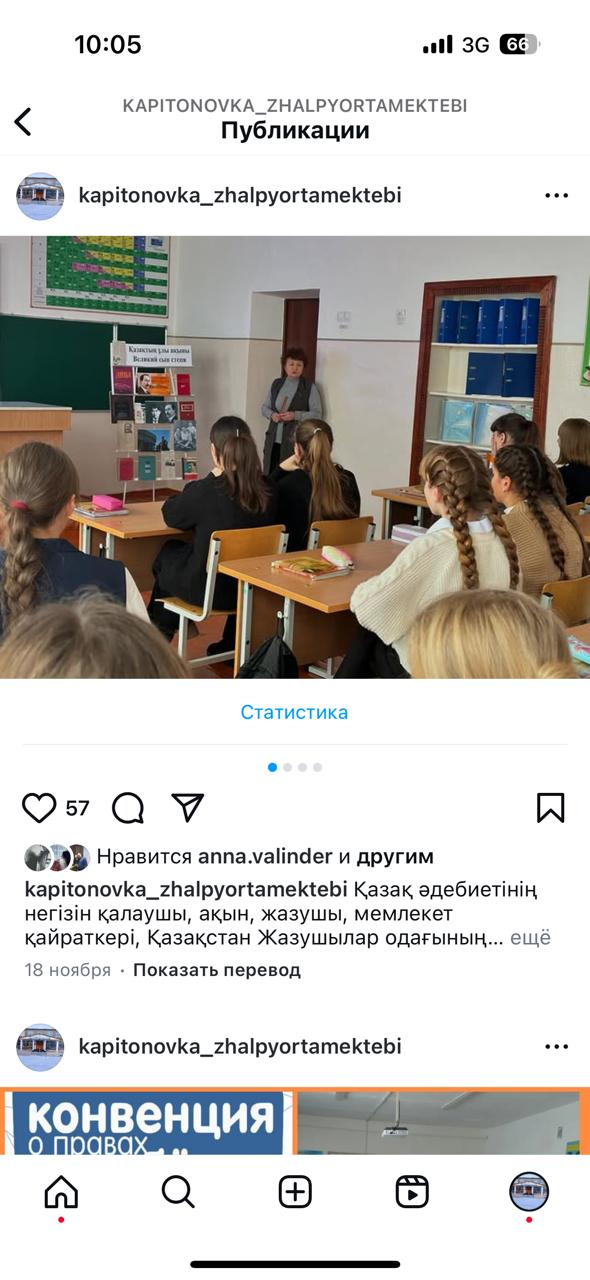 10:05
3G
66
KAPITONOVKA_ZHALPYORTAMEKTEBI
Публикации
kapitonovka_zhalpyortamektebi
Қазақтың ұлы ақыны
Великий сын степи
Статистика
57
Нравится anna.valinder и другим
kapitonovka_zhalpyortamektebi Қазақ әдебиетінің
негізін қалаушы, ақын, жазушы, мемлекет
қайраткері, Қазақстан Жазушылар одағының... ещё
18 ноября · Показать перевод
kapitonovka_zhalpyortamektebi
КОНВЕНЦИЯ
о правах